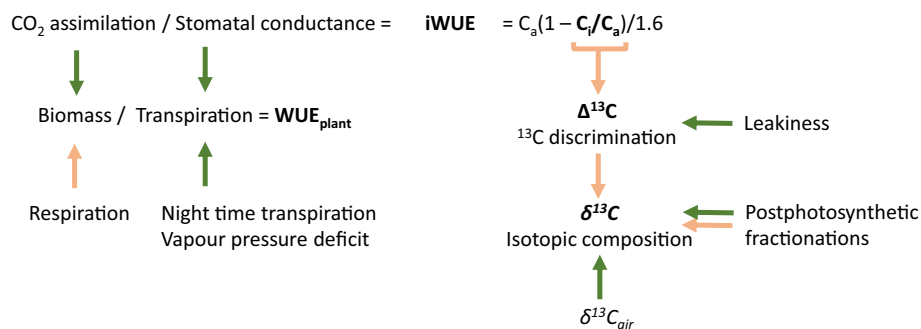 CO₂ assimilation / Stomatal conductance = iWUE = Cₐ(1 – Cᵢ/Cₐ)/1.6
Δ¹³C
Biomass / Transpiration = WUEₚₗₐₙₜ
¹³C discrimination
Leakiness
Respiration
Night time transpiration
Vapour pressure deficit
δ¹³C
Isotopic composition
Postphotosynthetic
fractionations
δ¹³Cₐᵢᵣ